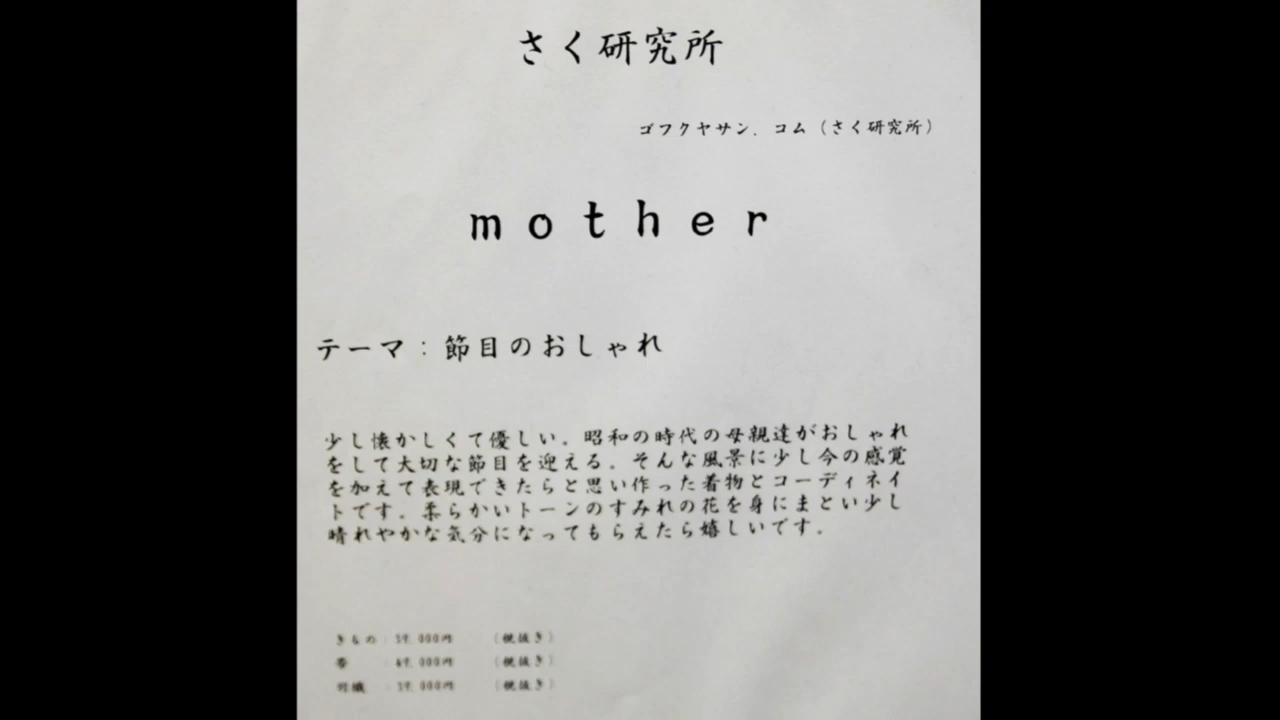 さく研究所
ゴフクヤサン．コム（さく研究所）
mother
テーマ：節目のおしゃれ
少し懐かしくて優しい。昭和の時代の母親達がおしゃれ
をして大切な節目を迎える。そんな風景に少し今の感覚
を加えて表現できたらと思い作った着物とコーディネイ
トです。柔らかいトーンのすみれの花を身にまとい少し
晴れやかな気分になってもらえたら嬉しいです。
きもの （税抜き）
帯 （税抜き）
羽織 （税抜き）